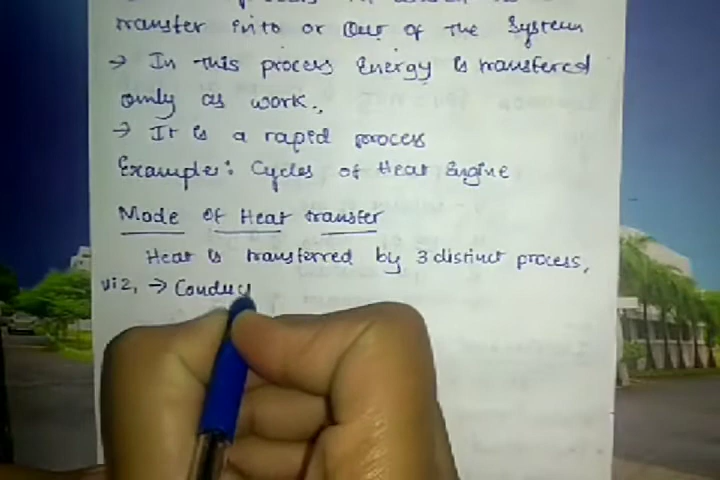 transfer into or Out of the System
→ In this process Energy is transferred
only as work.
→ It is a rapid process
Example: Cycles of Heat Engine
Mode of Heat transfer
Heat is transferred by 3 distinct process,
viz, → Conduc